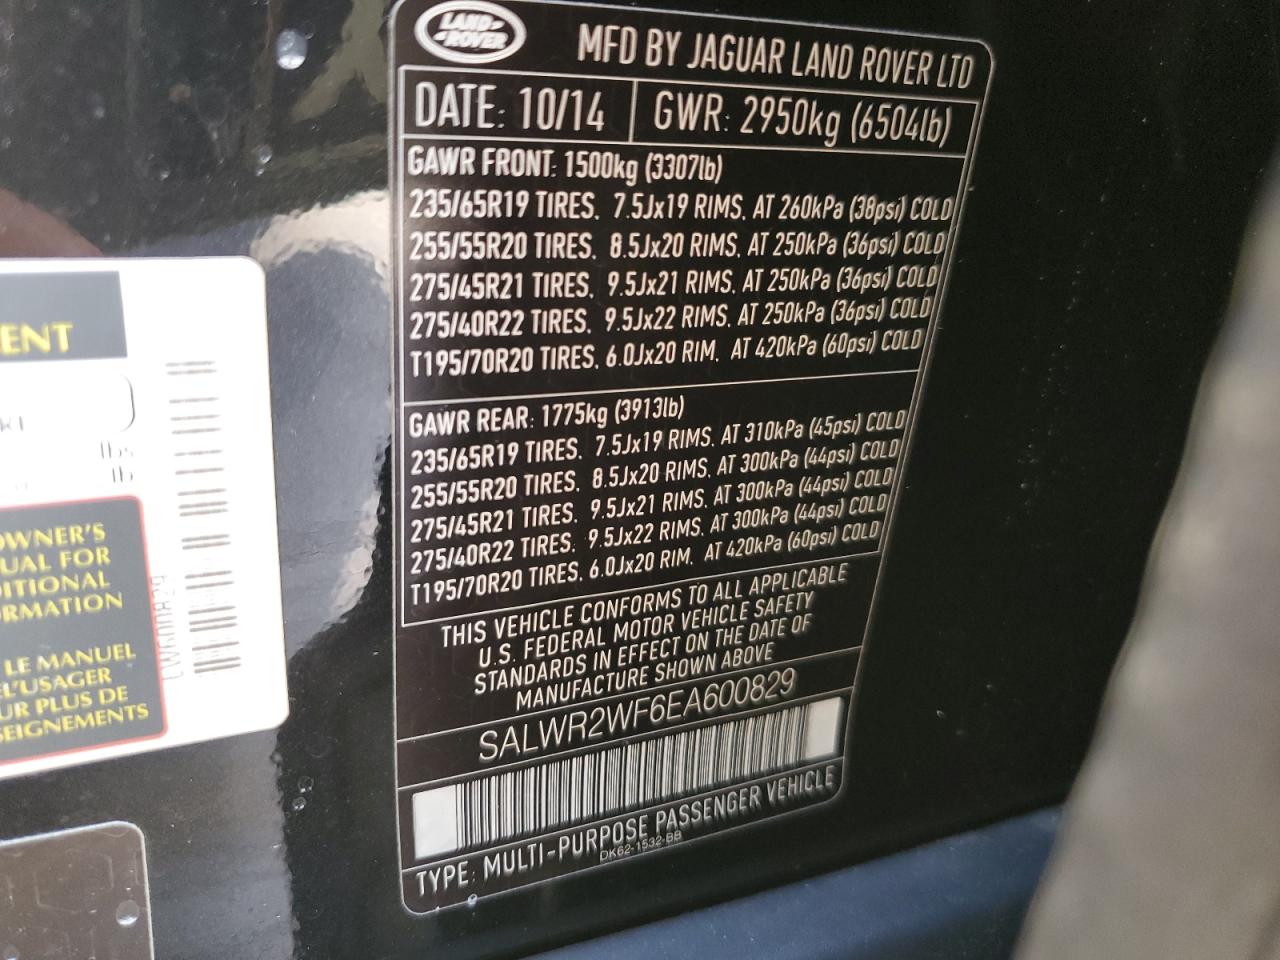 LAND-
-ROVER
MFD BY JAGUAR LAND ROVER LTD
DATE: 10/14 GWR: 2950kg (6504lb)
GAWR FRONT: 1500kg (3307lb)
235/65R19 TIRES, 7.5Jx19 RIMS, AT 260kPa (38psi) COLD
255/55R20 TIRES, 8.5Jx20 RIMS, AT 250kPa (36psi) COLD
275/45R21 TIRES, 9.5Jx21 RIMS, AT 250kPa (36psi) COLD
275/40R22 TIRES, 9.5Jx22 RIMS, AT 250kPa (36psi) COLD
T195/70R20 TIRES, 6.0Jx20 RIM, AT 420kPa (60psi) COLD
GAWR REAR: 1775kg (3913lb)
235/65R19 TIRES, 7.5Jx19 RIMS, AT 310kPa (45psi) COLD
255/55R20 TIRES, 8.5Jx20 RIMS, AT 300kPa (44psi) COLD
275/45R21 TIRES, 9.5Jx21 RIMS, AT 300kPa (44psi) COLD
275/40R22 TIRES, 9.5Jx22 RIMS, AT 300kPa (44psi) COLD
T195/70R20 TIRES, 6.0Jx20 RIM, AT 420kPa (60psi) COLD
THIS VEHICLE CONFORMS TO ALL APPLICABLE
U.S. FEDERAL MOTOR VEHICLE SAFETY
STANDARDS IN EFFECT ON THE DATE OF
MANUFACTURE SHOWN ABOVE
SALWR2WF6EA600829
TYPE: MULTI-PURPOSE PASSENGER VEHICLE
DK62-1532-BB
ENT
lbs
lb
OWNER'S
UAL FOR
DITIONAL
ORMATION
LE MANUEL
EL'USAGER
UR PLUS DE
SEIGNEMENTS